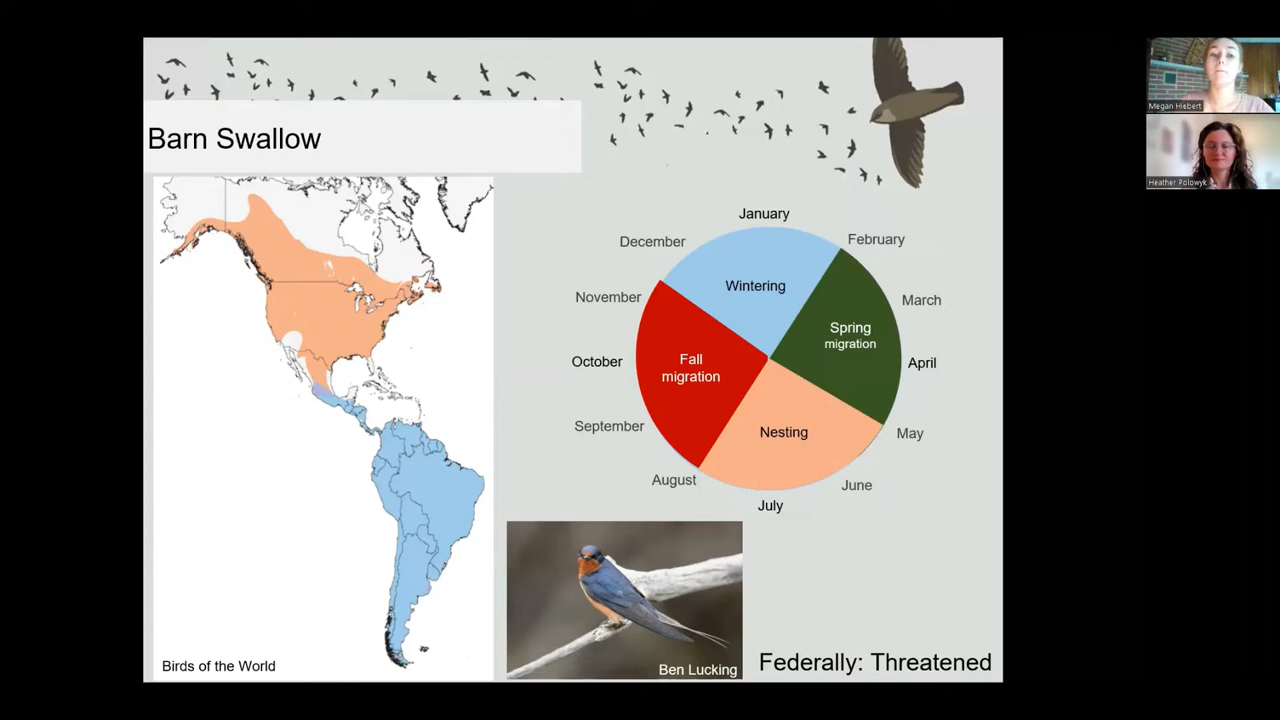 Barn Swallow
January
December
February
November
Wintering
March
Spring
migration
October
Fall
migration
April
September
Nesting
May
August
June
July
Birds of the World
Ben Lucking
Federally: Threatened
Megan Hiebert
Heather Polowyk